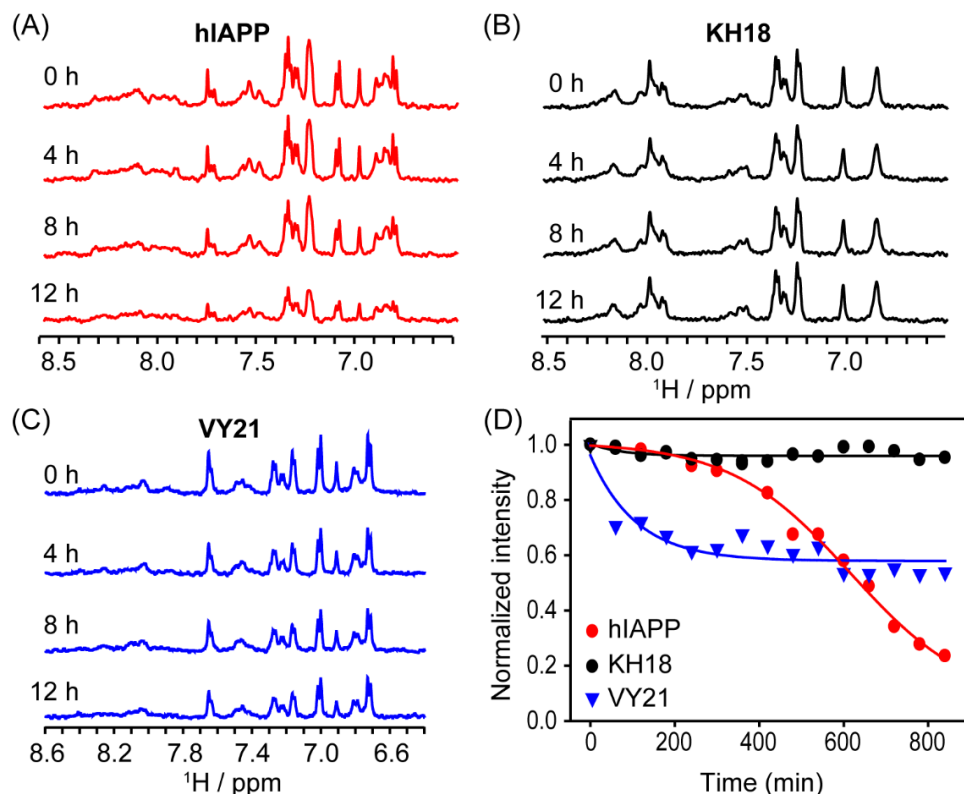 (A)
hIAPP
0 h
4 h
8 h
12 h
8.5 8.0 7.5 7.0
(B)
KH18
0 h
4 h
8 h
12 h
8.5 8.0 7.5 7.0
¹H / ppm
(C)
VY21
0 h
4 h
8 h
12 h
8.6 8.2 7.8 7.4 7.0 6.6
¹H / ppm
(D)
Normalized intensity
1.0
0.8
0.6
0.4
0.2
0.0
hIAPP
KH18
VY21
0 200 400 600 800
Time (min)